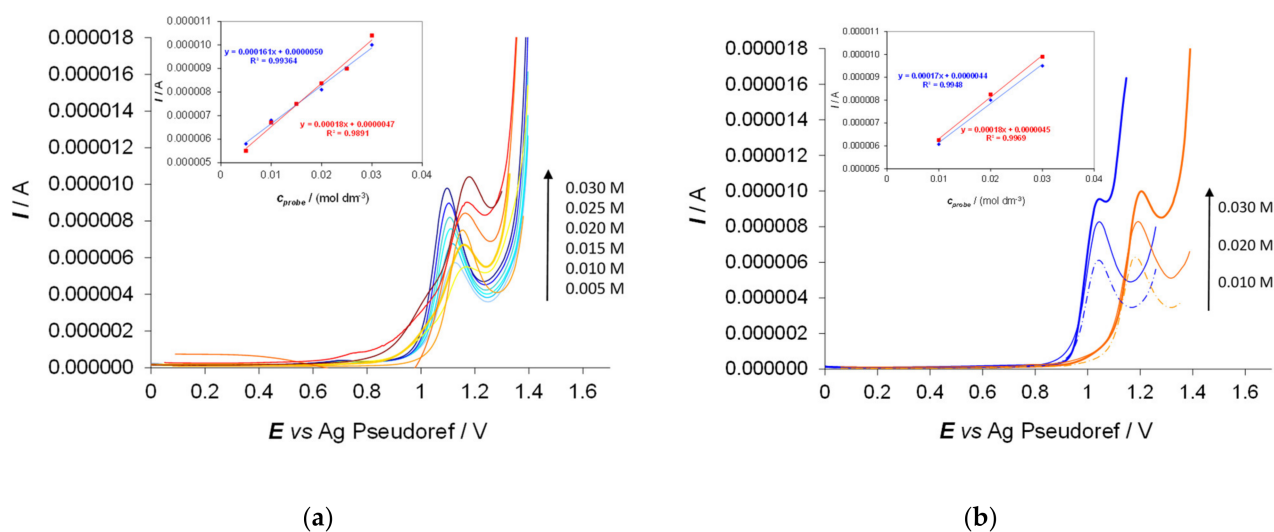 0.000018
0.000016
0.000014
0.000012
0.000010
0.000008
0.000006
0.000004
0.000002
0.000000
I / A
0 0.2 0.4 0.6 0.8 1 1.2 1.4 1.6
E vs Ag Pseudoref / V
0.000011
0.000010
0.000009
0.000008
0.000007
0.000006
0.000005
I / A
0 0.01 0.02 0.03 0.04
c probe / (mol dm-3)
y = 0.000161x + 0.0000050
R² = 0.99364
y = 0.00018x + 0.0000047
R² = 0.9891
0.030 M
0.025 M
0.020 M
0.015 M
0.010 M
0.005 M
(a)
0.000018
0.000016
0.000014
0.000012
0.000010
0.000008
0.000006
0.000004
0.000002
0.000000
I / A
0 0.2 0.4 0.6 0.8 1 1.2 1.4 1.6
E vs Ag Pseudoref / V
0.000011
0.000010
0.000009
0.000008
0.000007
0.000006
0.000005
I / A
0 0.01 0.02 0.03 0.04
c probe / (mol dm-3)
y = 0.00017x + 0.0000044
R² = 0.9948
y = 0.00018x + 0.0000045
R² = 0.9969
0.030 M
0.020 M
0.010 M
(b)